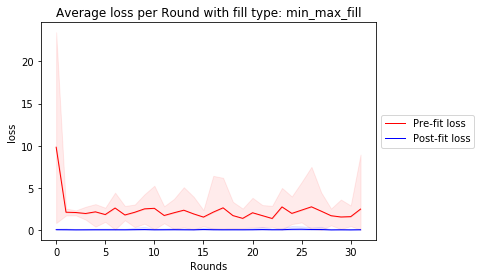 Average loss per Round with fill type: min_max_fill
loss
20
15
10
5
0
0 5 10 15 20 25 30
Rounds
Pre-fit loss
Post-fit loss